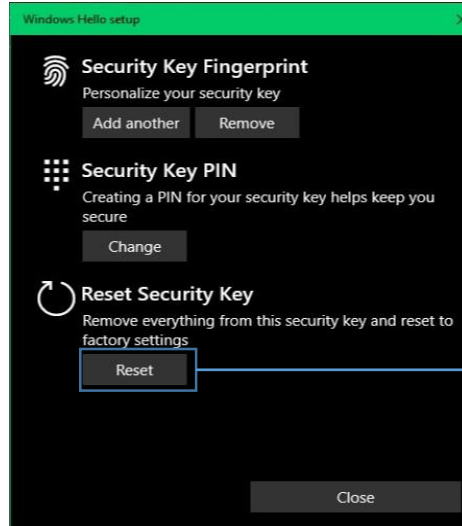 Windows Hello setup
Security Key Fingerprint
Personalize your security key
Add another Remove
Security Key PIN
Creating a PIN for your security key helps keep you
secure
Change
Reset Security Key
Remove everything from this security key and reset to
factory settings
Reset
Close